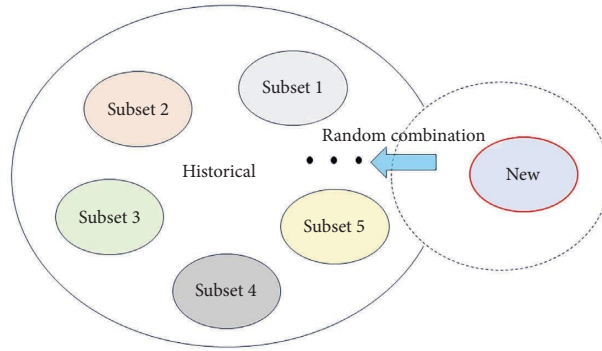 Subset 1
Subset 2
Random combination
Historical
• • •
New
Subset 3
Subset 5
Subset 4